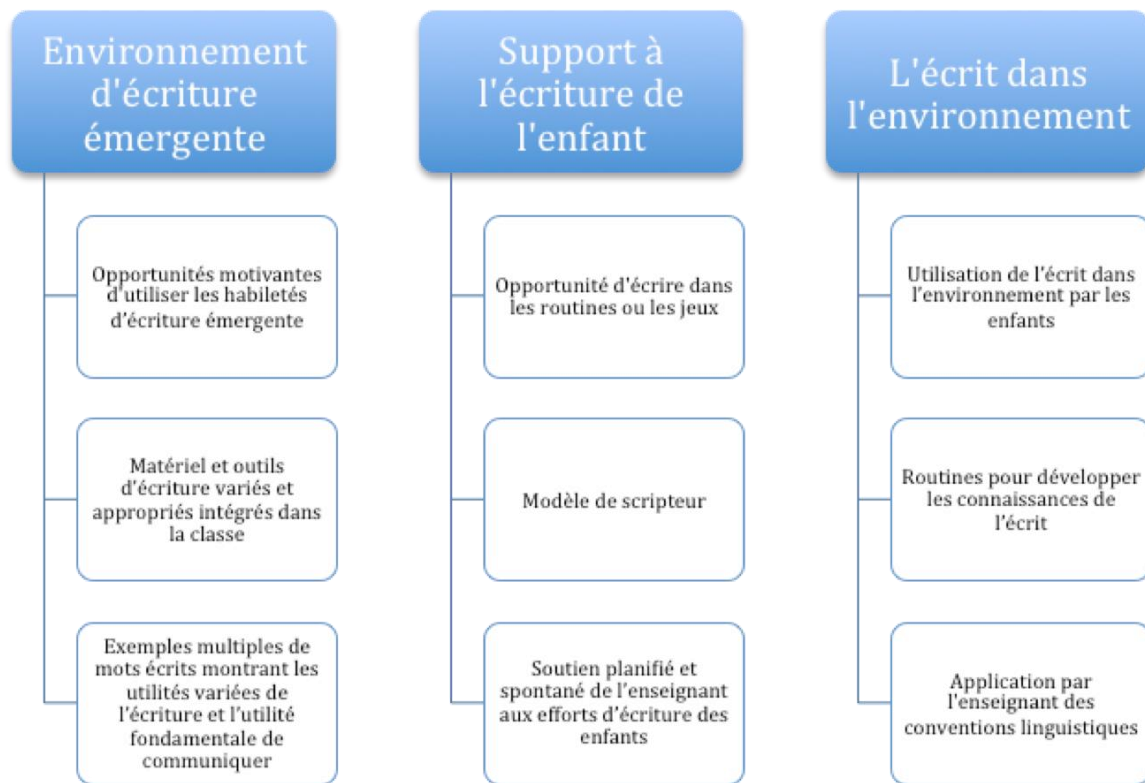 Environnement
d'écriture
émergente
Opportunités motivantes
d'utiliser les habiletés
d'écriture émergente
Matériel et outils
d'écriture variés et
appropriés intégrés dans
la classe
Exemples multiples de
mots écrits montrant les
utilités variées de
l'écriture et l'utilité
fondamentale de
communiquer
Support à
l'écriture de
l'enfant
Opportunité d'écrire dans
les routines ou les jeux
Modèle de scripteur
Soutien planifié et
spontané de l'enseignant
aux efforts d'écriture des
enfants
L'écrit dans
l'environnement
Utilisation de l'écrit dans
l'environnement par les
enfants
Routines pour développer
les connaissances de
l'écrit
Application par
l'enseignant des
conventions linguistiques